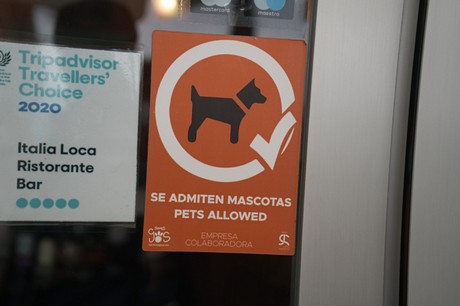 mastercard
maestro
Tripadvisor
Travellers'
Choice
2020
Italia Loca
Ristorante
Bar
SE ADMITEN MASCOTAS
PETS ALLOWED
EMPRESA
COLABORADORA